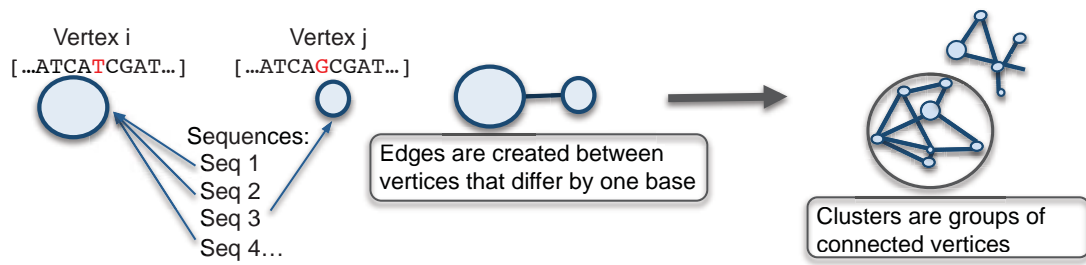 Vertex i
[…ATCATCGAT…]
Vertex j
[…ATCAGCGAT…]
Sequences:
Seq 1
Seq 2
Seq 3
Seq 4…
Edges are created between
vertices that differ by one base
Clusters are groups of
connected vertices